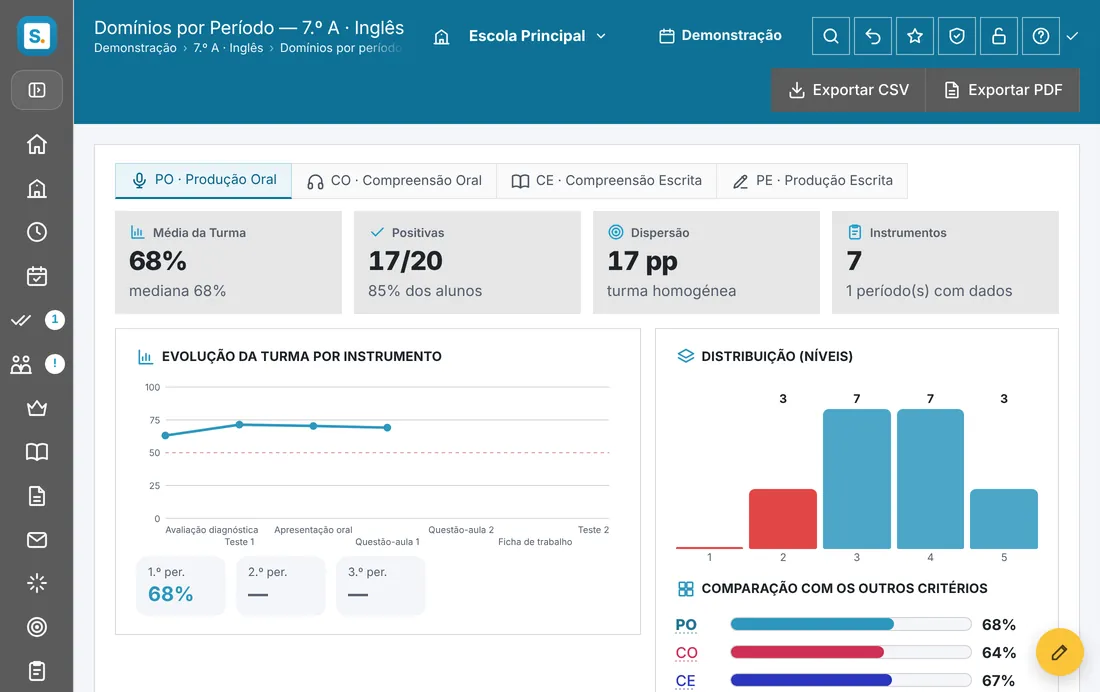 S.
Domínios por Período — 7.º A · Inglês
Demonstração › 7.º A · Inglês › Domínios por período
Escola Principal
Demonstração
Exportar CSV
Exportar PDF
1
!
PO · Produção Oral
CO · Compreensão Oral
CE · Compreensão Escrita
PE · Produção Escrita
Média da Turma
68%
mediana 68%
Positivas
17/20
85% dos alunos
Dispersão
17 pp
turma homogénea
Instrumentos
7
1 período(s) com dados
EVOLUÇÃO DA TURMA POR INSTRUMENTO
100
75
50
25
0
Avaliação diagnóstica
Teste 1
Apresentação oral
Questão-aula 1
Questão-aula 2
Ficha de trabalho
Teste 2
1.º per.
68%
2.º per.
—
3.º per.
—
DISTRIBUIÇÃO (NÍVEIS)
3 7 7 3
1 2 3 4 5
COMPARAÇÃO COM OS OUTROS CRITÉRIOS
PO 68%
CO 64%
CE 67%